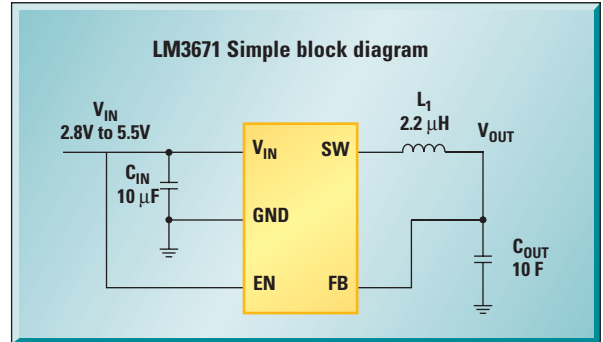 LM3671 Simple block diagram
VIN
2.8V to 5.5V
CIN
10 μF
VIN
SW
GND
EN
FB
L1
2.2 μH
VOUT
COUT
10 F